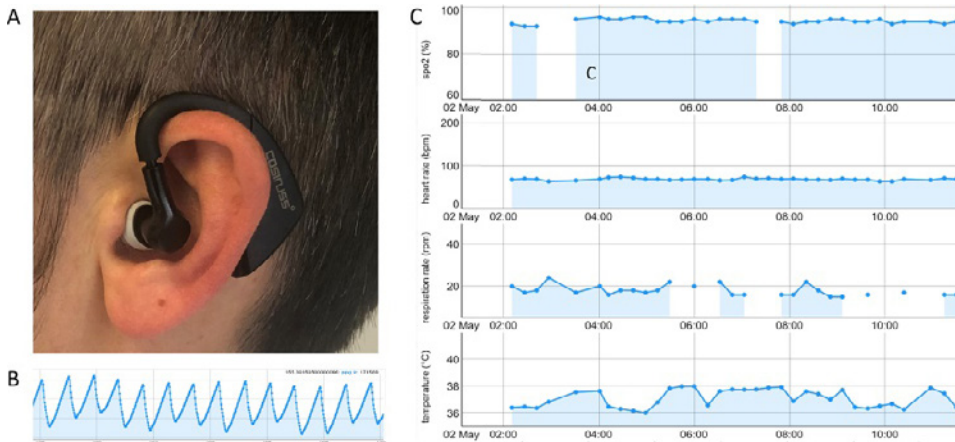 A
cosinuss°
B
C
100
80
60
spo2 (%)
C
02 May 02:00 04:00 06:00 08:00 10:00
200
100
0
heart rate (bpm)
02 May 02:00 04:00 06:00 08:00 10:00
40
20
respiration rate (rpm)
02 May 02:00 04:00 06:00 08:00 10:00
40
38
36
temperature (°C)
02 May 02:00 04:00 06:00 08:00 10:00